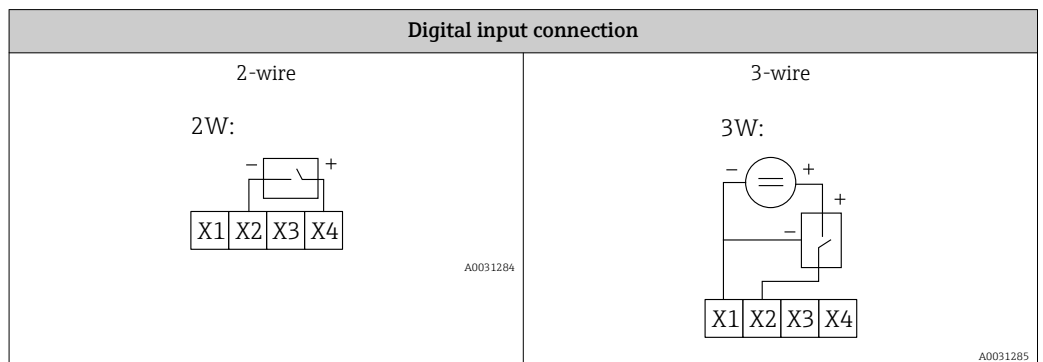 Digital input connection
2-wire
3-wire
2W:
− +
X1 X2 X3 X4
A0031284
3W:
− +
+
−
X1 X2 X3 X4
A0031285